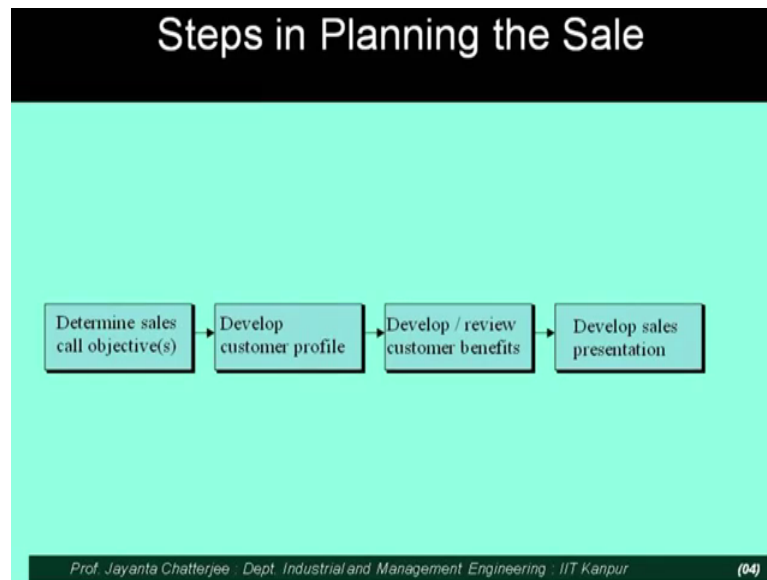 Steps in Planning the Sale
Determine sales
call objective(s)
Develop
customer profile
Develop / review
customer benefits
Develop sales
presentation
Prof. Jayanta Chatterjee : Dept. Industrial and Management Engineering : IIT Kanpur
(04)